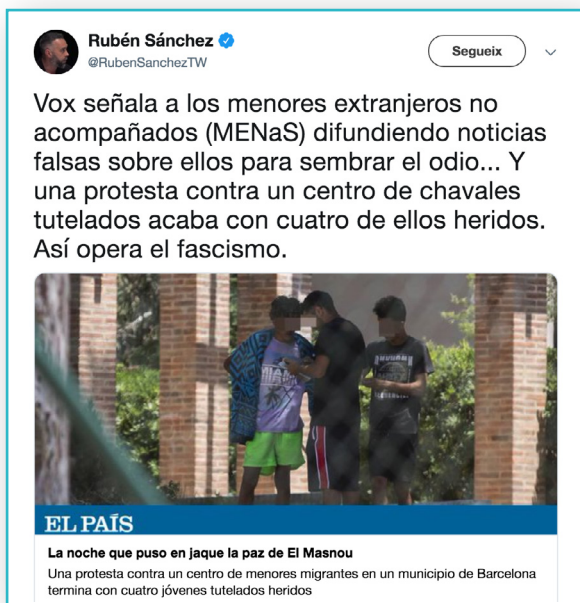 Rubén Sánchez
@RubenSanchezTW
Segueix
Vox señala a los menores extranjeros no
acompañados (MENaS) difundiendo noticias
falsas sobre ellos para sembrar el odio... Y
una protesta contra un centro de chavales
tutelados acaba con cuatro de ellos heridos.
Así opera el fascismo.
MIAMI
EL PAÍS
La noche que puso en jaque la paz de El Masnou
Una protesta contra un centro de menores migrantes en un municipio de Barcelona
termina con cuatro jóvenes tutelados heridos